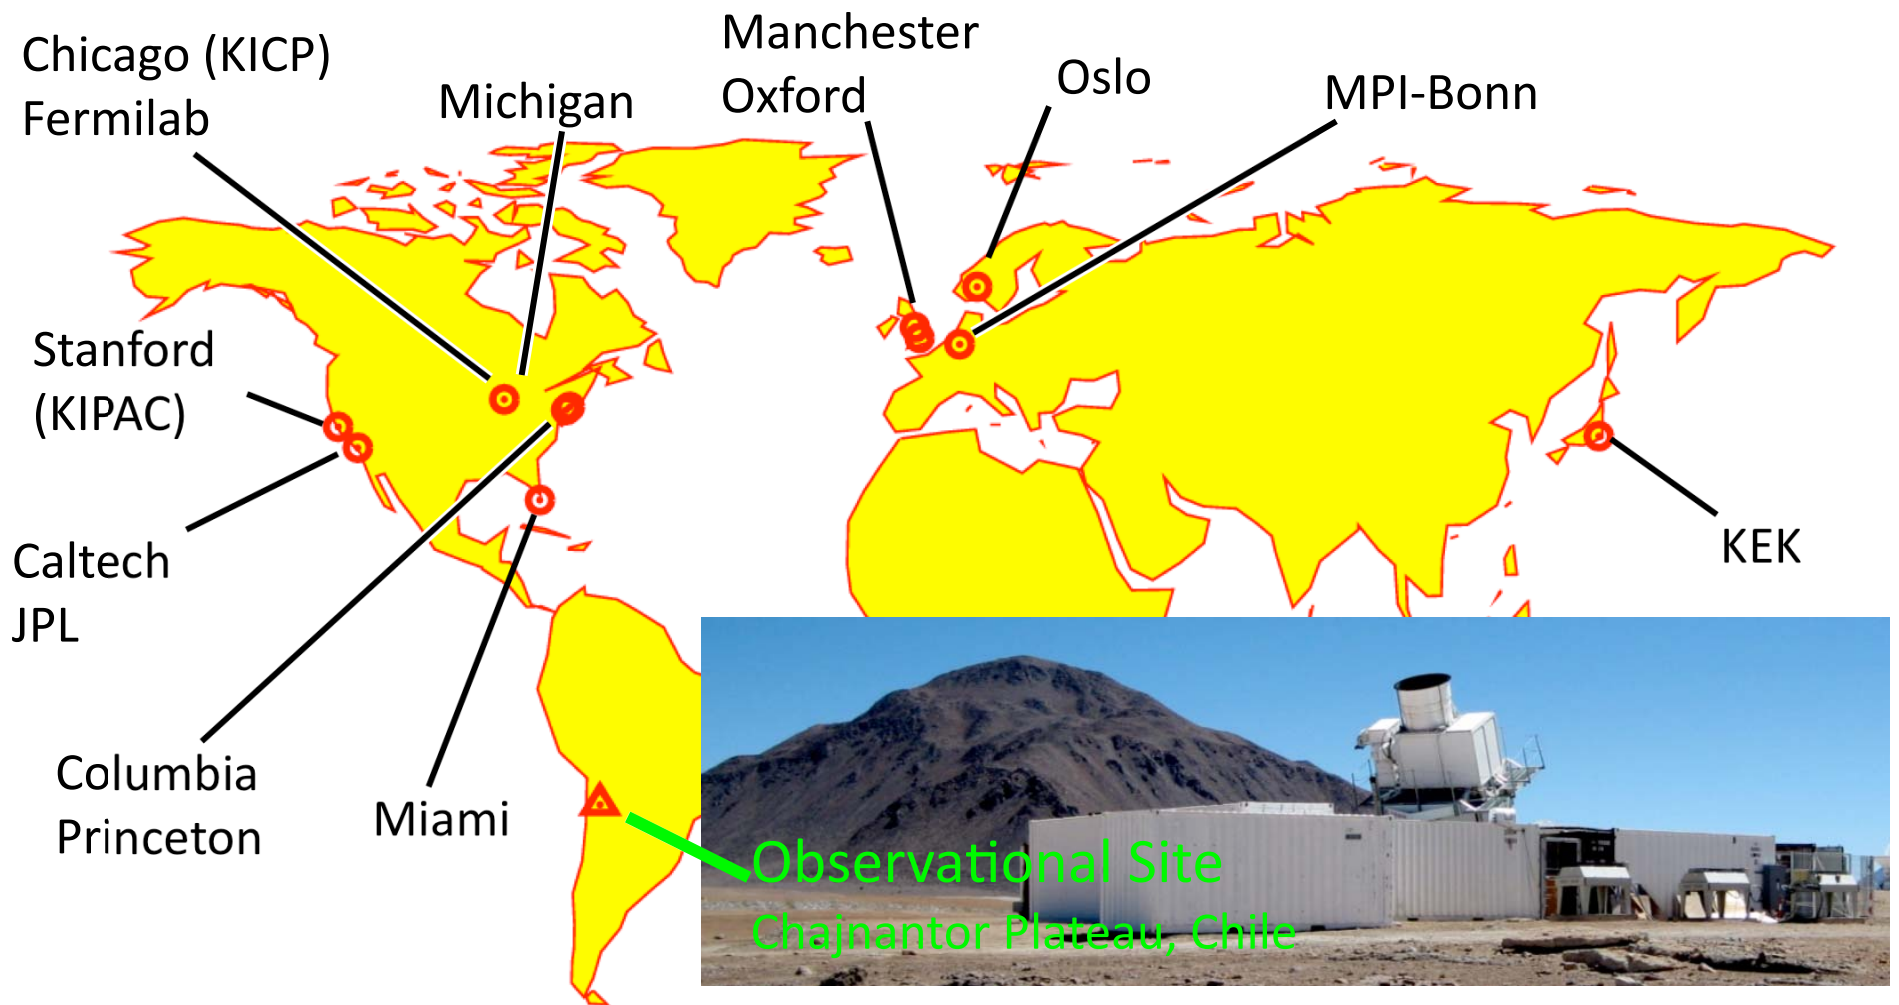 Chicago (KICP)
Fermilab
Michigan
Manchester
Oxford
Oslo
MPI-Bonn
Stanford
(KIPAC)
Caltech
JPL
KEK
Columbia
Princeton
Miami
Observational Site
Chajnantor Plateau, Chile